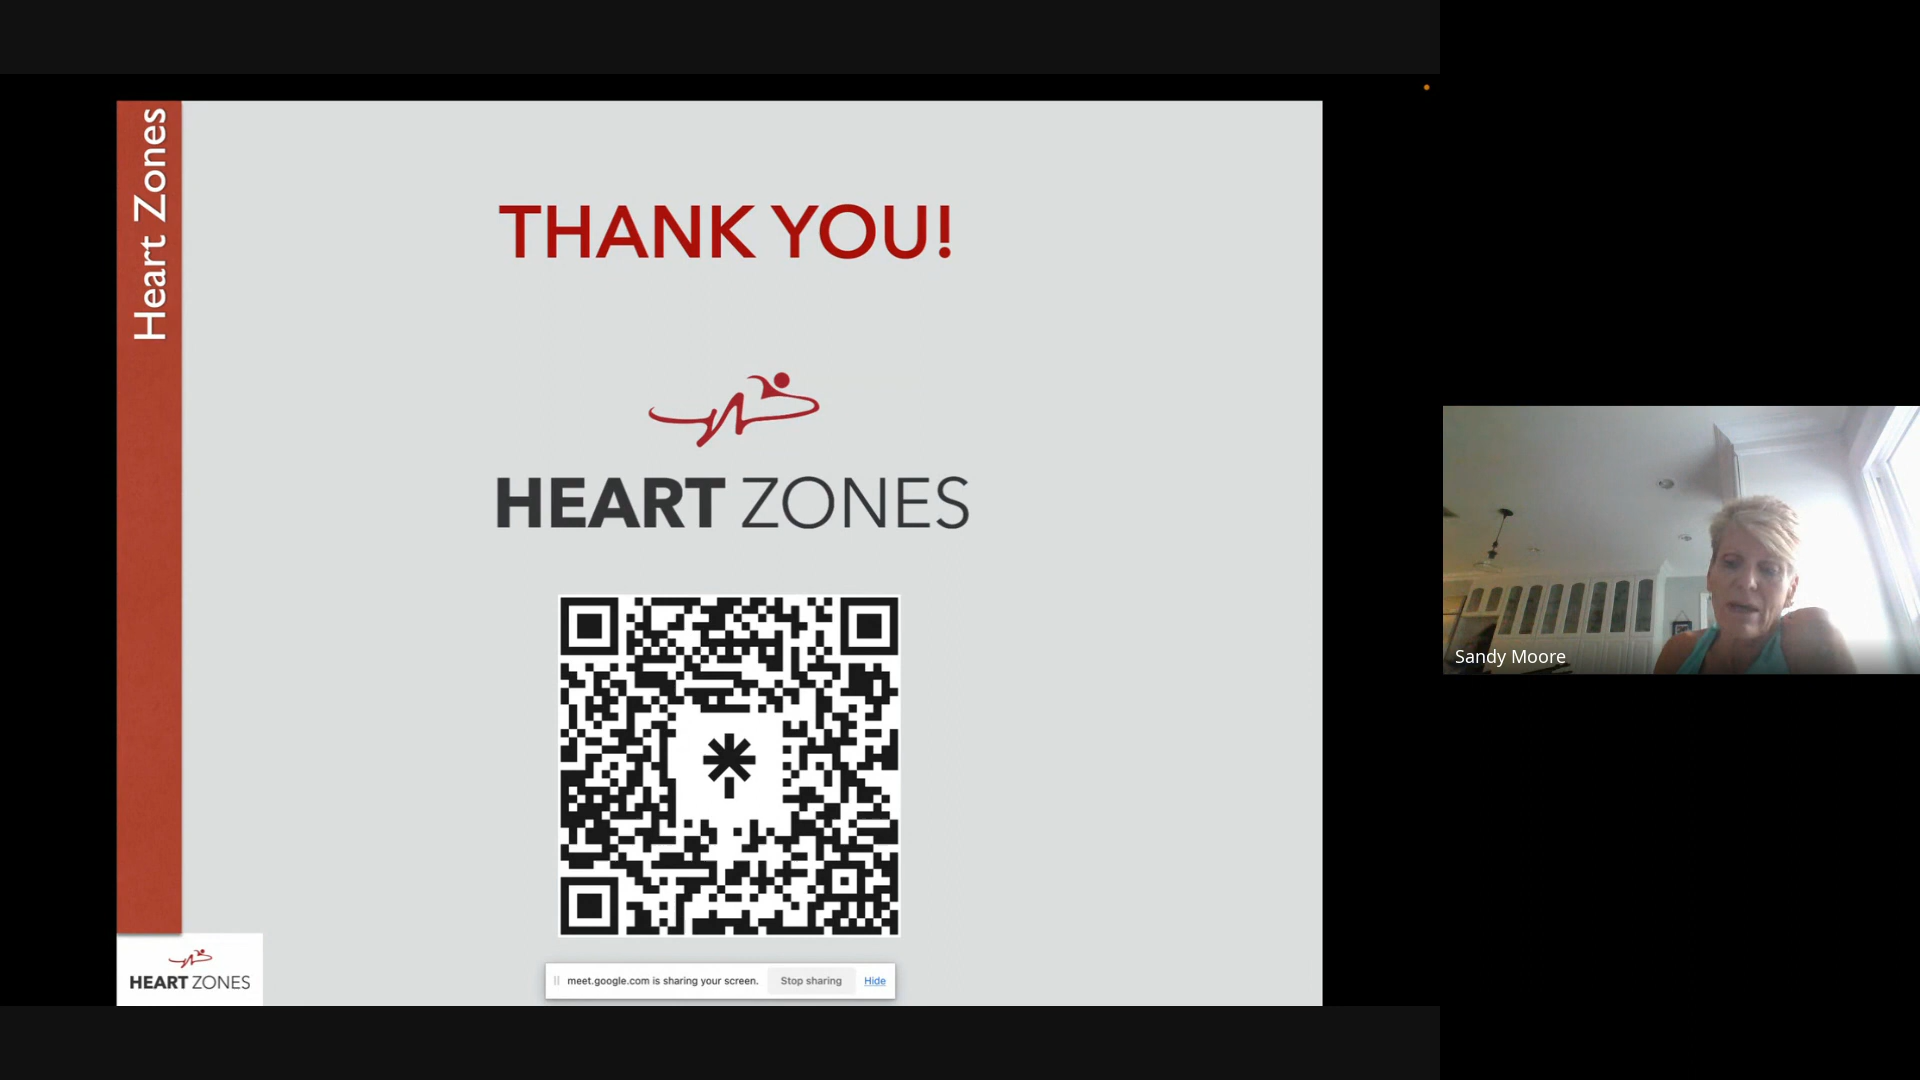 Heart Zones
THANK YOU!
HEART ZONES
HEART ZONES
meet.google.com is sharing your screen. Stop sharing Hide
Sandy Moore